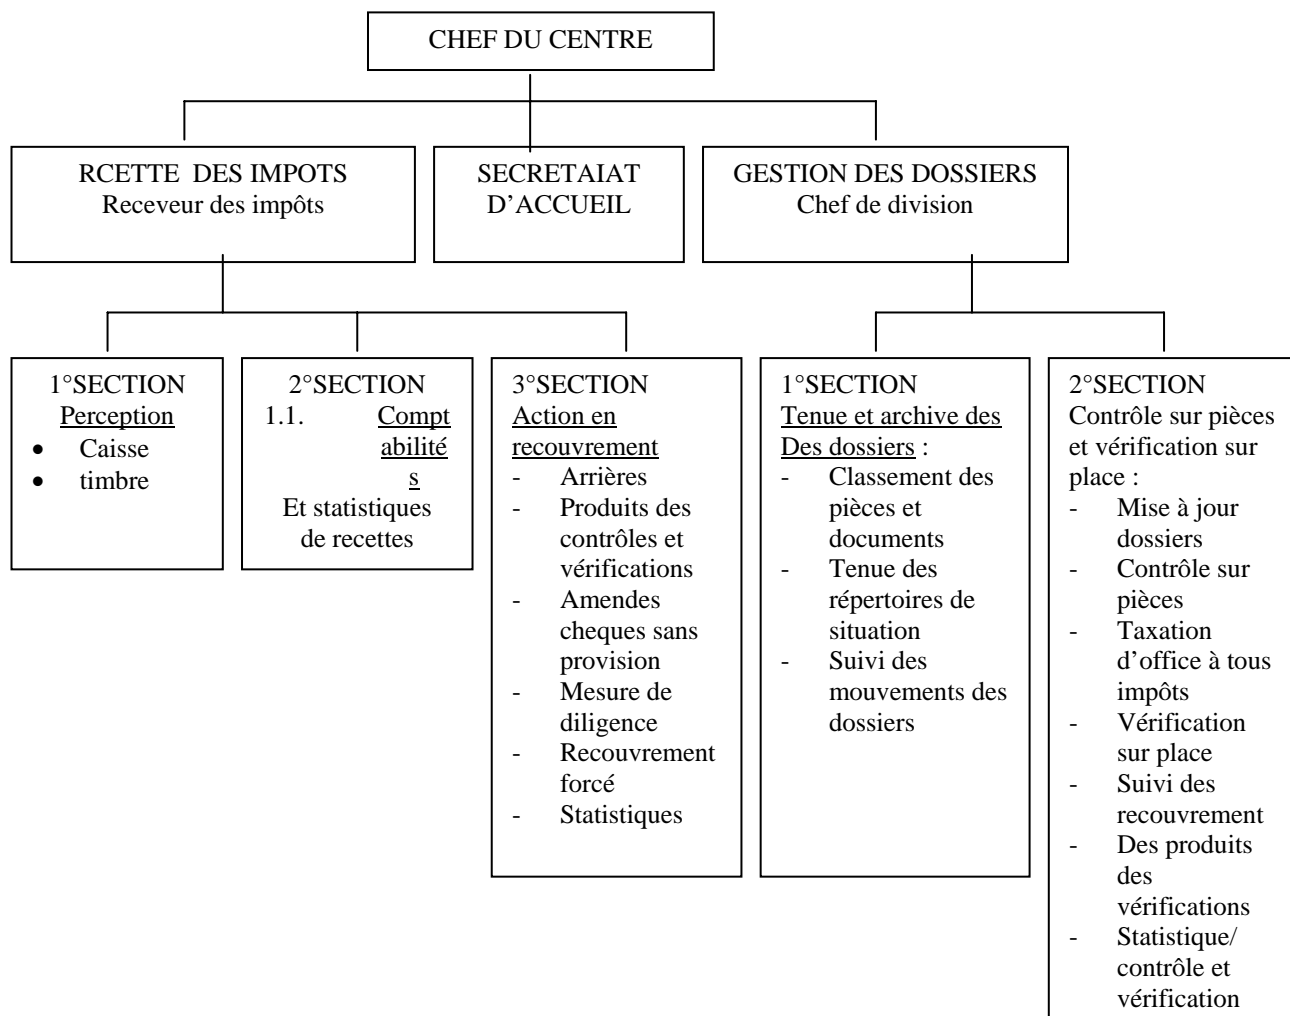 CHEF DU CENTRE
RCETTE DES IMPOTS
Receveur des impôts
SECRETAIAT
D’ACCUEIL
GESTION DES DOSSIERS
Chef de division
1°SECTION
Perception
• Caisse
• timbre
2°SECTION
1.1. Compt
abilité
s
Et statistiques
de recettes
3°SECTION
Action en
recouvrement
- Arrières
- Produits des
contrôles et
vérifications
- Amendes
cheques sans
provision
- Mesure de
diligence
- Recouvrement
forcé
- Statistiques
1°SECTION
Tenue et archive des
Des dossiers :
- Classement des
pièces et
documents
- Tenue des
répertoires de
situation
- Suivi des
mouvements des
dossiers
2°SECTION
Contrôle sur pièces
et vérification sur
place :
- Mise à jour
dossiers
- Contrôle sur
pièces
- Taxation
d’office à tous
impôts
- Vérification
sur place
- Suivi des
recouvrement
- Des produits
des
vérifications
- Statistique/
contrôle et
vérification